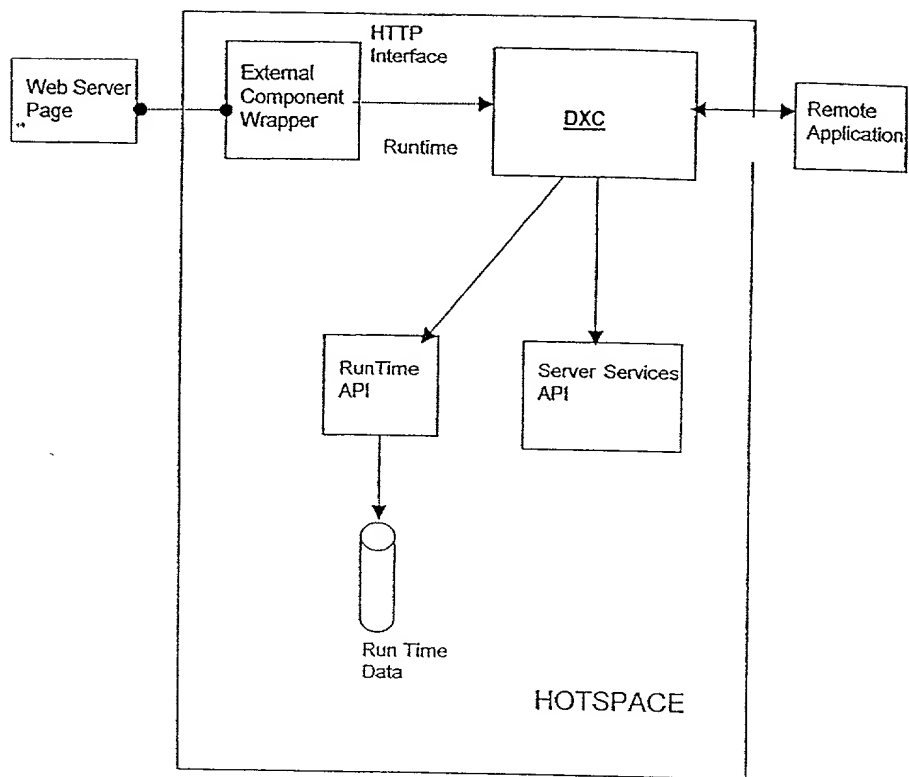 HTTP
Interface
Web Server
Page
External
Component
Wrapper
DXC
Remote
Application
Runtime
RunTime
API
Server Services
API
Run Time
Data
HOTSPACE